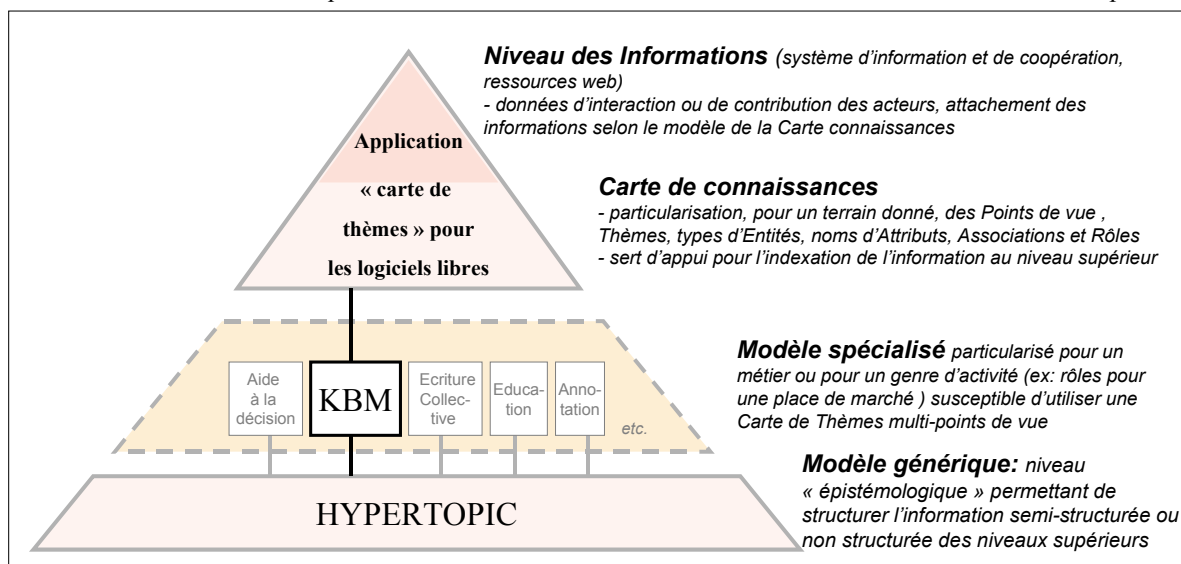 Niveau des Informations (système d'information et de coopération,
ressources web)
- données d'interaction ou de contribution des acteurs, attachement des
informations selon le modèle de la Carte connaissances
Application
« carte de
thèmes » pour
les logiciels libres
Carte de connaissances
- particularisation, pour un terrain donné, des Points de vue ,
Thèmes, types d'Entités, noms d'Attributs, Associations et Rôles
- sert d'appui pour l'indexation de l'information au niveau supérieur
Aide
à la
décision
KBM
Ecriture
Collec-
tive
Educa-
tion
Anno-
tation
etc.
Modèle spécialisé particularisé pour un
métier ou pour un genre d'activité (ex: rôles pour
une place de marché ) susceptible d'utiliser une
Carte de Thèmes multi-points de vue
HYPERTOPIC
Modèle générique: niveau
« épistémologique » permettant de
structurer l'information semi-structurée ou
non structurée des niveaux supérieurs